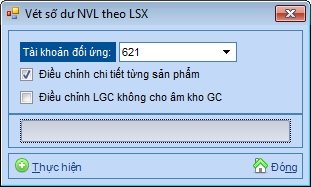 Vét số dư NVL theo LSX
Tài khoản đối ứng: 621
Điều chỉnh chi tiết từng sản phẩm
Điều chỉnh LGC không cho âm kho GC
Thực hiện Đóng